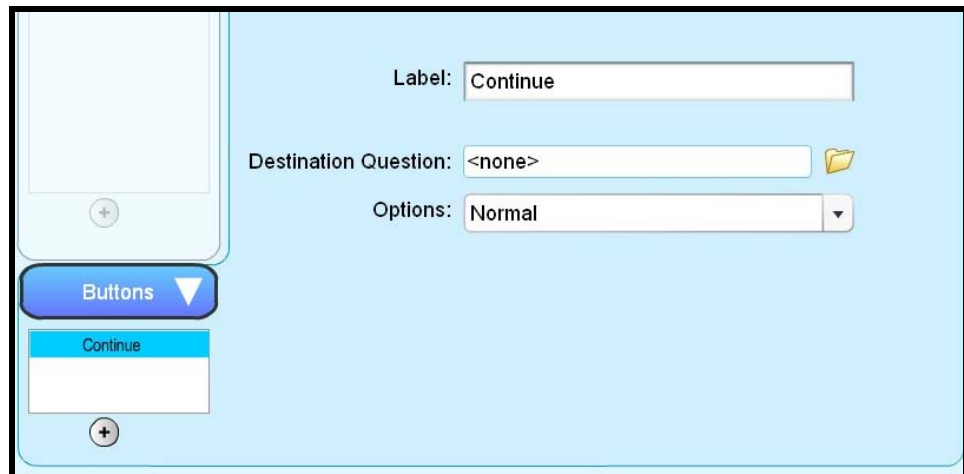 Label: Continue
Destination Question: <none>
Options: Normal
Buttons
Continue